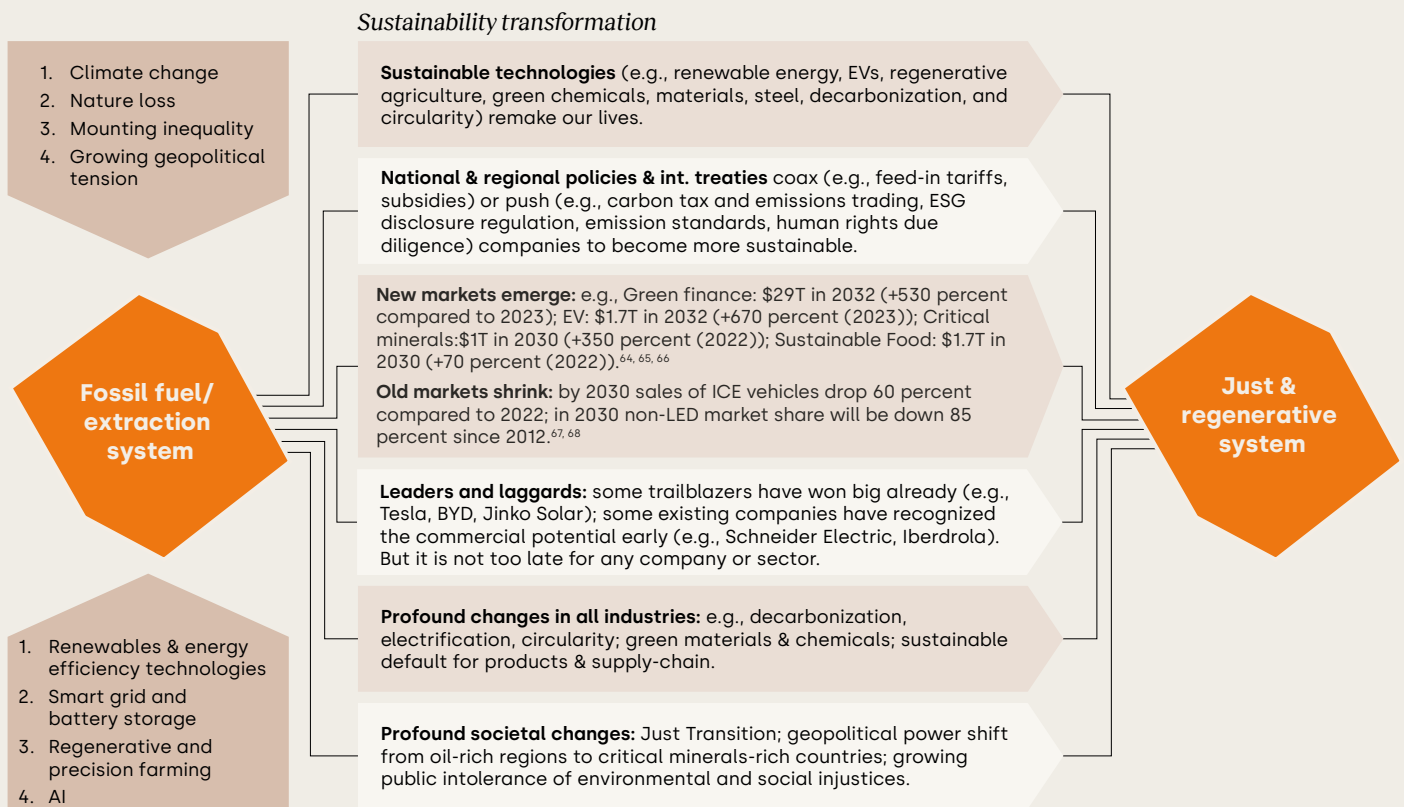 Sustainability transformation
1. Climate change
2. Nature loss
3. Mounting inequality
4. Growing geopolitical
tension
Fossil fuel/
extraction
system
1. Renewables & energy
efficiency technologies
2. Smart grid and
battery storage
3. Regenerative and
precision farming
4. AI
Sustainable technologies (e.g., renewable energy, EVs, regenerative
agriculture, green chemicals, materials, steel, decarbonization, and
circularity) remake our lives.
National & regional policies & int. treaties coax (e.g., feed-in tariffs,
subsidies) or push (e.g., carbon tax and emissions trading, ESG
disclosure regulation, emission standards, human rights due
diligence) companies to become more sustainable.
New markets emerge: e.g., Green finance: $29T in 2032 (+530 percent
compared to 2023); EV: $1.7T in 2032 (+670 percent (2023)); Critical
minerals:$1T in 2030 (+350 percent (2022)); Sustainable Food: $1.7T in
2030 (+70 percent (2022)).64, 65, 66
Old markets shrink: by 2030 sales of ICE vehicles drop 60 percent
compared to 2022; in 2030 non-LED market share will be down 85
percent since 2012.67, 68
Leaders and laggards: some trailblazers have won big already (e.g.,
Tesla, BYD, Jinko Solar); some existing companies have recognized
the commercial potential early (e.g., Schneider Electric, Iberdrola).
But it is not too late for any company or sector.
Profound changes in all industries: e.g., decarbonization,
electrification, circularity; green materials & chemicals; sustainable
default for products & supply-chain.
Profound societal changes: Just Transition; geopolitical power shift
from oil-rich regions to critical minerals-rich countries; growing
public intolerance of environmental and social injustices.
Just &
regenerative
system